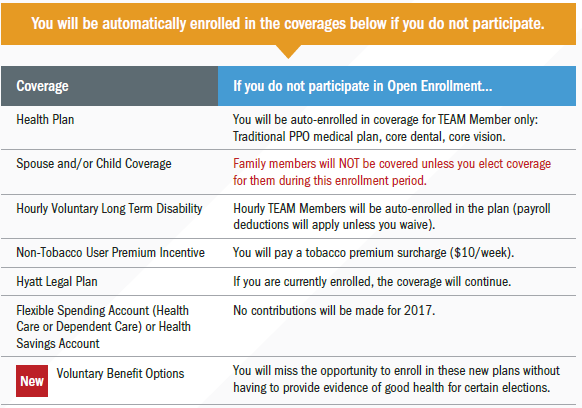 You will be automatically enrolled in the coverages below if you do not participate.
Coverage
If you do not participate in Open Enrollment...
Health Plan
You will be auto-enrolled in coverage for TEAM Member only:
Traditional PPO medical plan, core dental, core vision.
Spouse and/or Child Coverage
Family members will NOT be covered unless you elect coverage
for them during this enrollment period.
Hourly Voluntary Long Term Disability
Hourly TEAM Members will be auto-enrolled in the plan (payroll
deductions will apply unless you waive).
Non-Tobacco User Premium Incentive
You will pay a tobacco premium surcharge ($10/week).
Hyatt Legal Plan
If you are currently enrolled, the coverage will continue.
Flexible Spending Account (Health
Care or Dependent Care) or Health
Savings Account
No contributions will be made for 2017.
New
Voluntary Benefit Options
You will miss the opportunity to enroll in these new plans without
having to provide evidence of good health for certain elections.